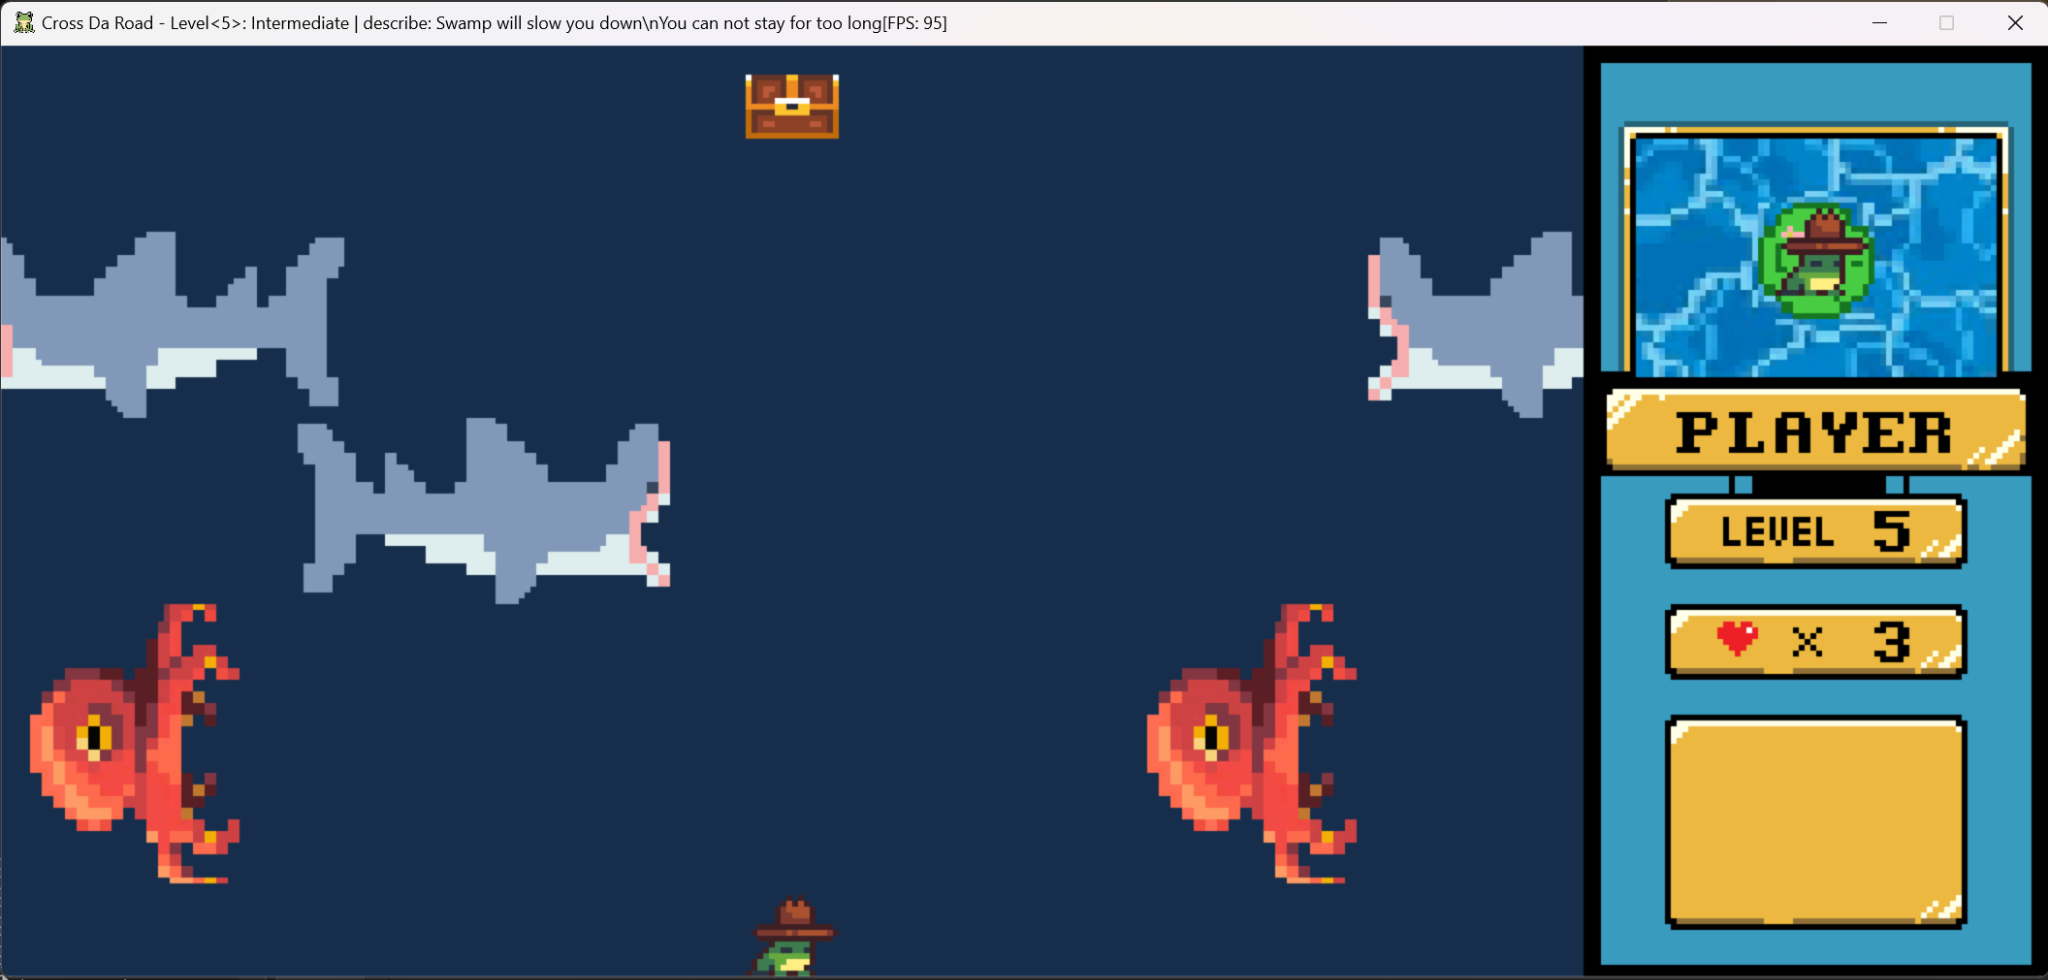 Cross Da Road - Level<5>: Intermediate | describe: Swamp will slow you down\nYou can not stay for too long[FPS: 95]
PLAYER
LEVEL 5
× 3